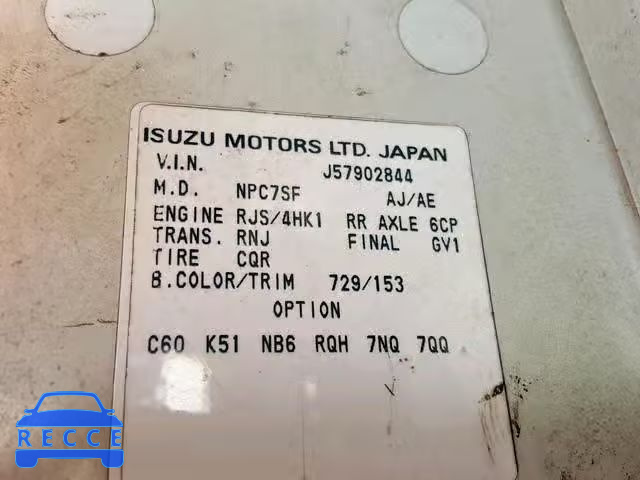 ISUZU MOTORS LTD. JAPAN
V.I.N. J57902844
M.D. NPC7SF AJ/AE
ENGINE RJS/4HK1 RR AXLE 6CP
TRANS. RNJ FINAL GV1
TIRE CQR
B.COLOR/TRIM 729/153
OPTION
C60 K51 NB6 RQH 7NQ 7QQ
RECCE